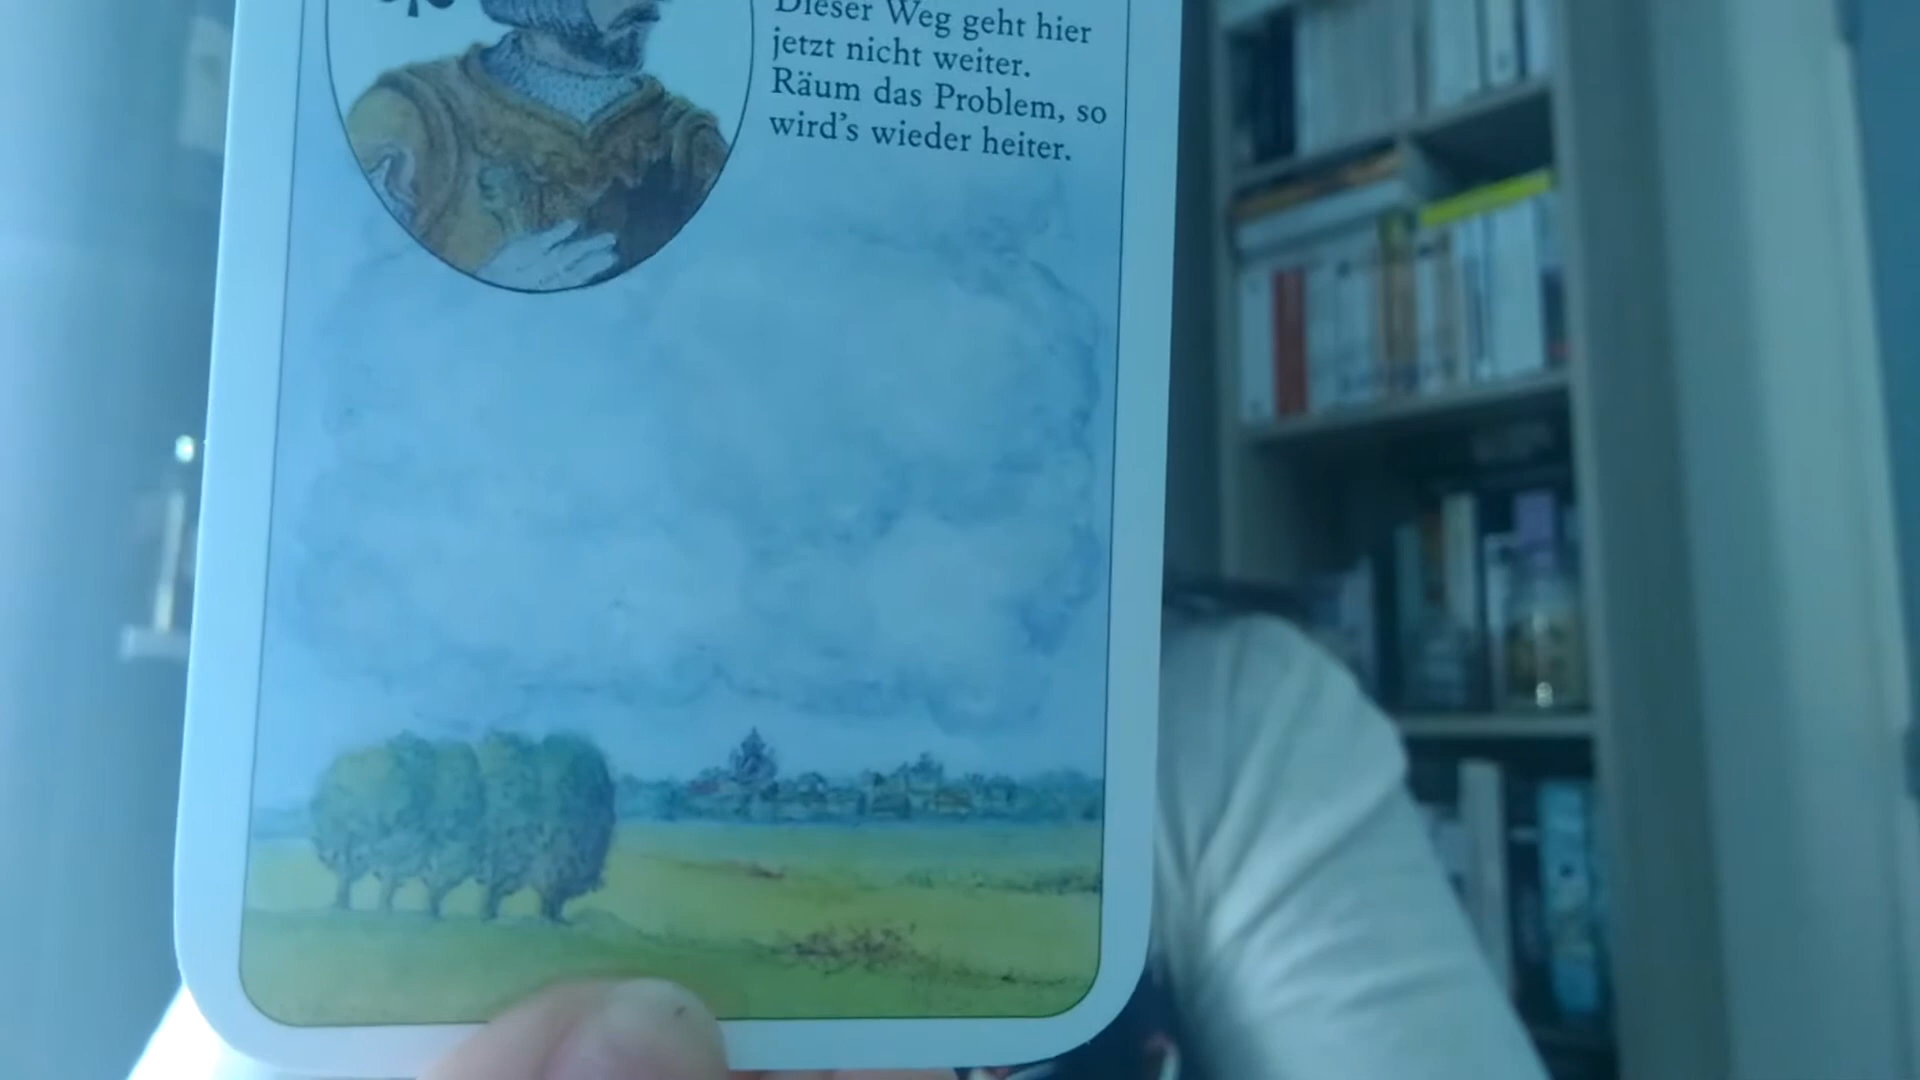 Dieser Weg geht hier
jetzt nicht weiter.
Räum das Problem, so
wird's wieder heiter.